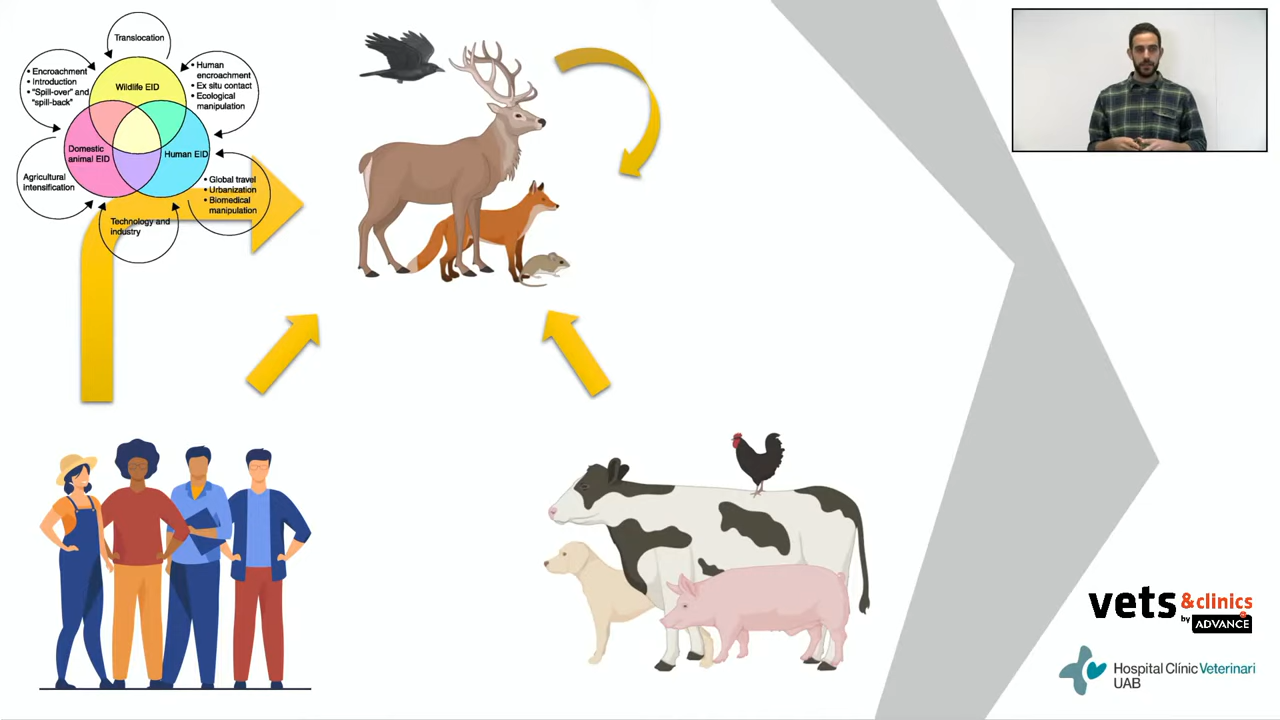 Translocation
• Encroachment
• Introduction
• "Spill-over" and
"spill-back"
Wildlife EID
• Human
encroachment
• Ex situ contact
• Ecological
manipulation
Domestic
animal EID
Human EID
Agricultural
intensification
• Global travel
• Urbanization
• Biomedical
manipulation
Technology and
industry
vets &clinics
by ADVANCE
Hospital Clínic Veterinari
UAB